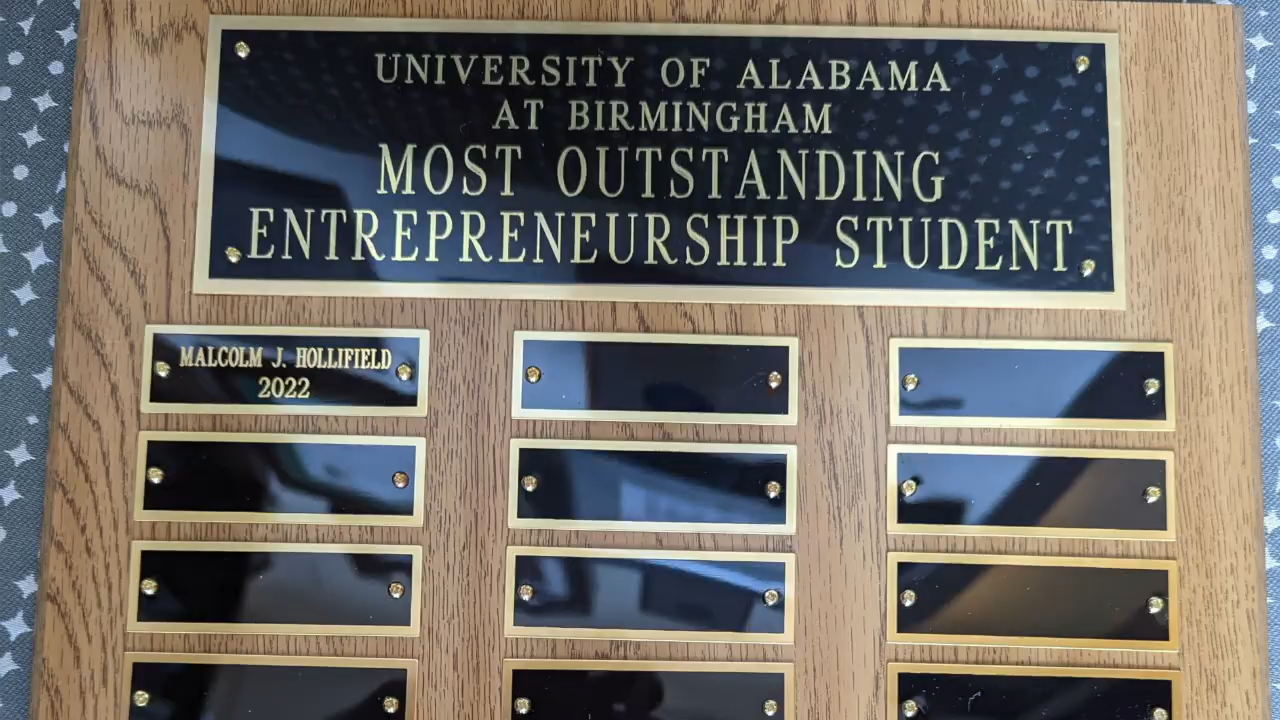 UNIVERSITY OF ALABAMA
AT BIRMINGHAM
MOST OUTSTANDING
ENTREPRENEURSHIP STUDENT
MALCOLM J. HOLLIFIELD
2022